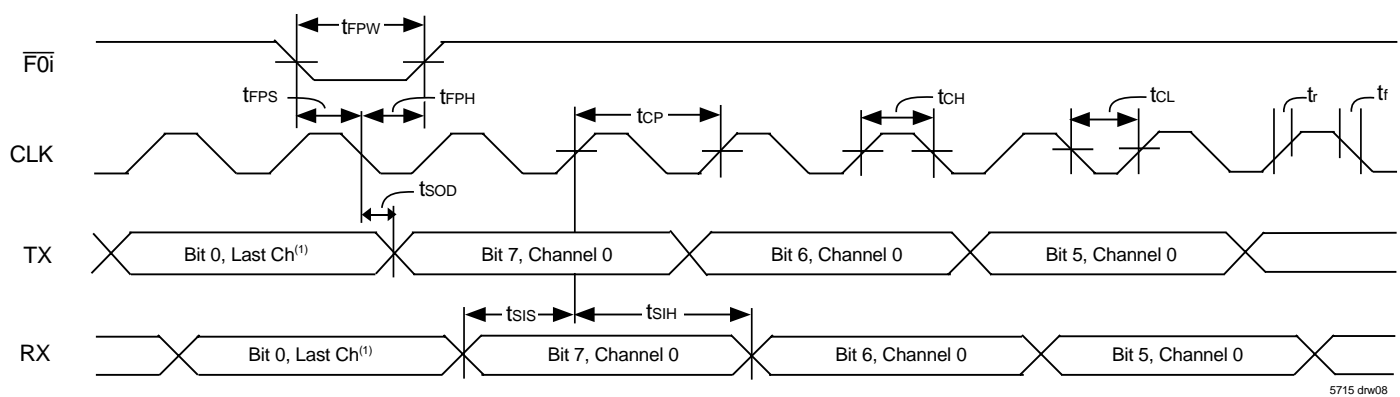 tFPW
F0i
tFPS
tFPH
tCP
tCH
tCL
tr
tf
CLK
tSOD
TX
Bit 0, Last Ch(1)
Bit 7, Channel 0
Bit 6, Channel 0
Bit 5, Channel 0
tSIS
tSIH
RX
Bit 0, Last Ch(1)
Bit 7, Channel 0
Bit 6, Channel 0
Bit 5, Channel 0
5715 drw08